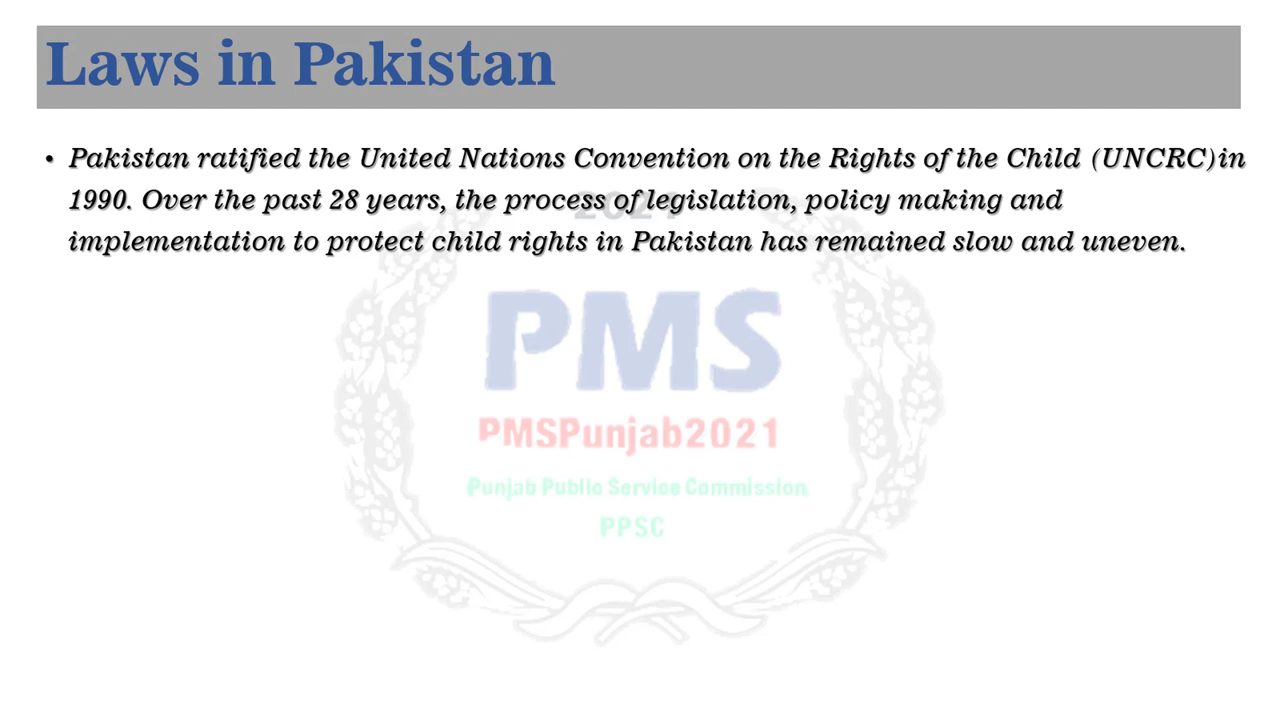 Laws in Pakistan
• Pakistan ratified the United Nations Convention on the Rights of the Child (UNCRC)in
1990. Over the past 28 years, the process of legislation, policy making and
implementation to protect child rights in Pakistan has remained slow and uneven.
2021
PMS
PMSPunjab2021
Punjab Public Service Commission
PPSC